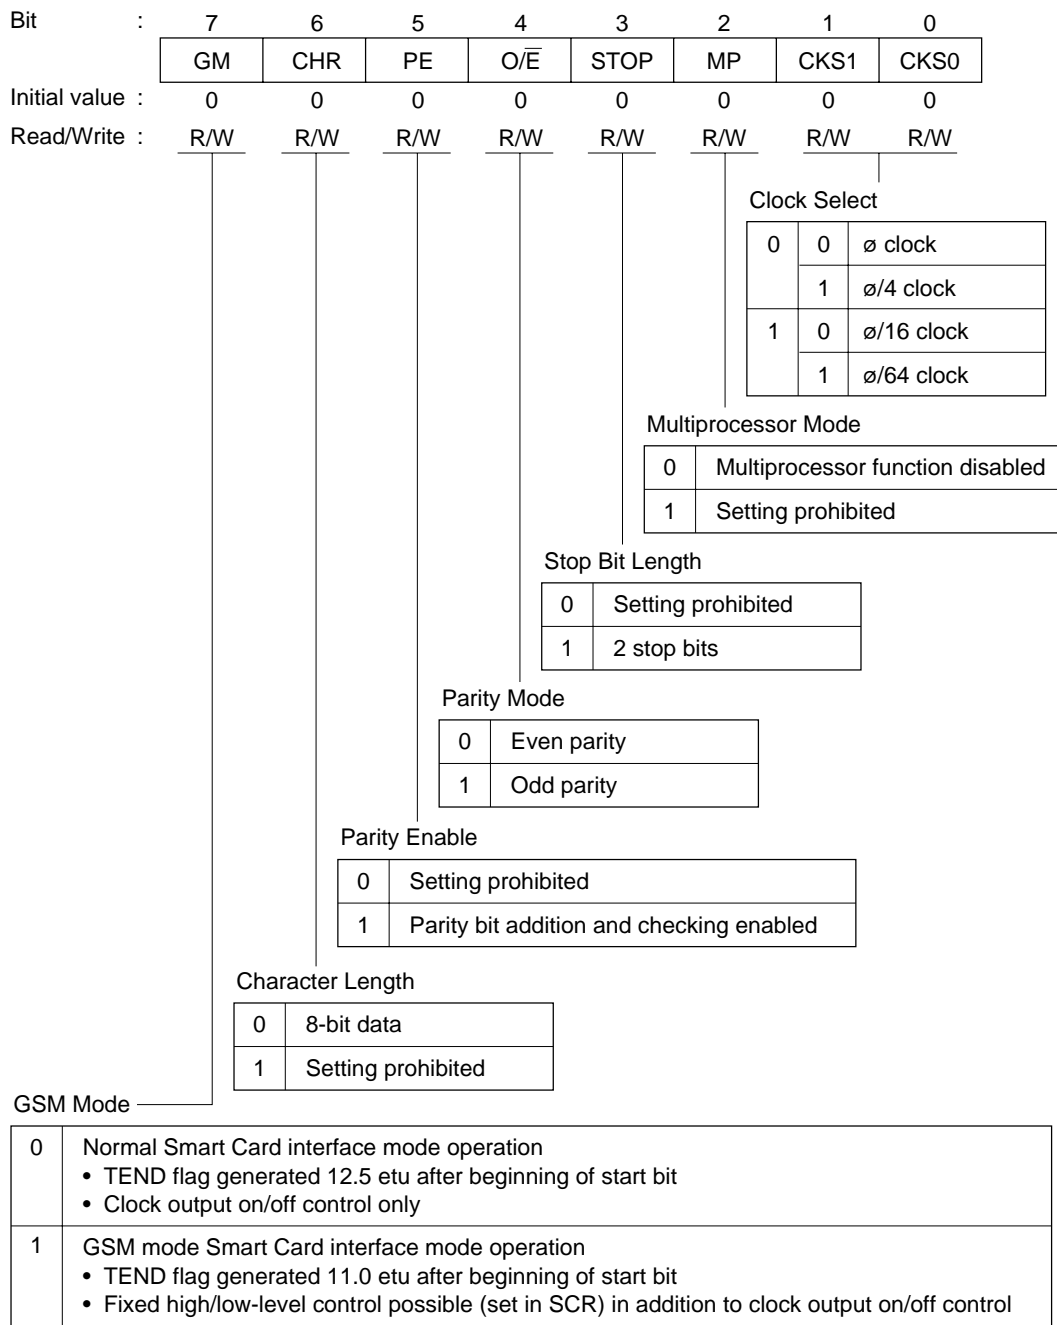 Bit : 7 6 5 4 3 2 1 0
GM CHR PE O/E̅ STOP MP CKS1 CKS0
Initial value : 0 0 0 0 0 0 0 0
Read/Write : R/W R/W R/W R/W R/W R/W R/W R/W
Clock Select
0 0 ø clock
1 ø/4 clock
1 0 ø/16 clock
1 ø/64 clock
Multiprocessor Mode
0 Multiprocessor function disabled
1 Setting prohibited
Stop Bit Length
0 Setting prohibited
1 2 stop bits
Parity Mode
0 Even parity
1 Odd parity
Parity Enable
0 Setting prohibited
1 Parity bit addition and checking enabled
Character Length
0 8-bit data
1 Setting prohibited
GSM Mode
0 Normal Smart Card interface mode operation
• TEND flag generated 12.5 etu after beginning of start bit
• Clock output on/off control only
1 GSM mode Smart Card interface mode operation
• TEND flag generated 11.0 etu after beginning of start bit
• Fixed high/low-level control possible (set in SCR) in addition to clock output on/off control